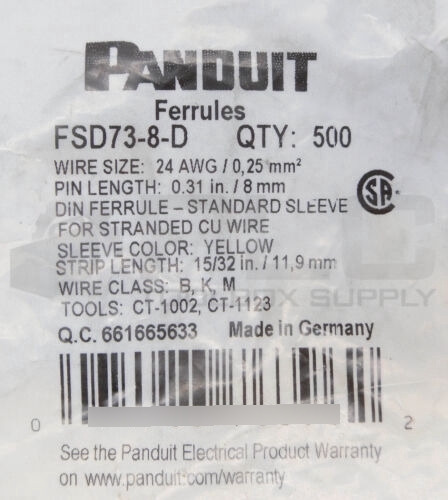 PANDUIT
Ferrules
FSD73-8-D QTY: 500
WIRE SIZE: 24 AWG / 0,25 mm²
PIN LENGTH: 0.31 in. / 8 mm
DIN FERRULE – STANDARD SLEEVE
FOR STRANDED CU WIRE
SLEEVE COLOR: YELLOW
STRIP LENGTH: 15/32 in. / 11,9 mm
WIRE CLASS: B, K, M
TOOLS: CT-1002, CT-1123
Q.C. 661665633 Made in Germany
0 2
See the Panduit Electrical Product Warranty
on www.panduit.com/warranty
SUPPLY